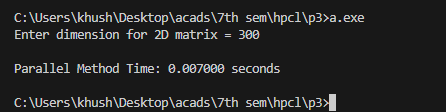 C:\Users\khush\Desktop\acads\7th sem\hpcl\p3>a.exe
Enter dimension for 2D matrix = 300
Parallel Method Time: 0.007000 seconds
C:\Users\khush\Desktop\acads\7th sem\hpcl\p3>